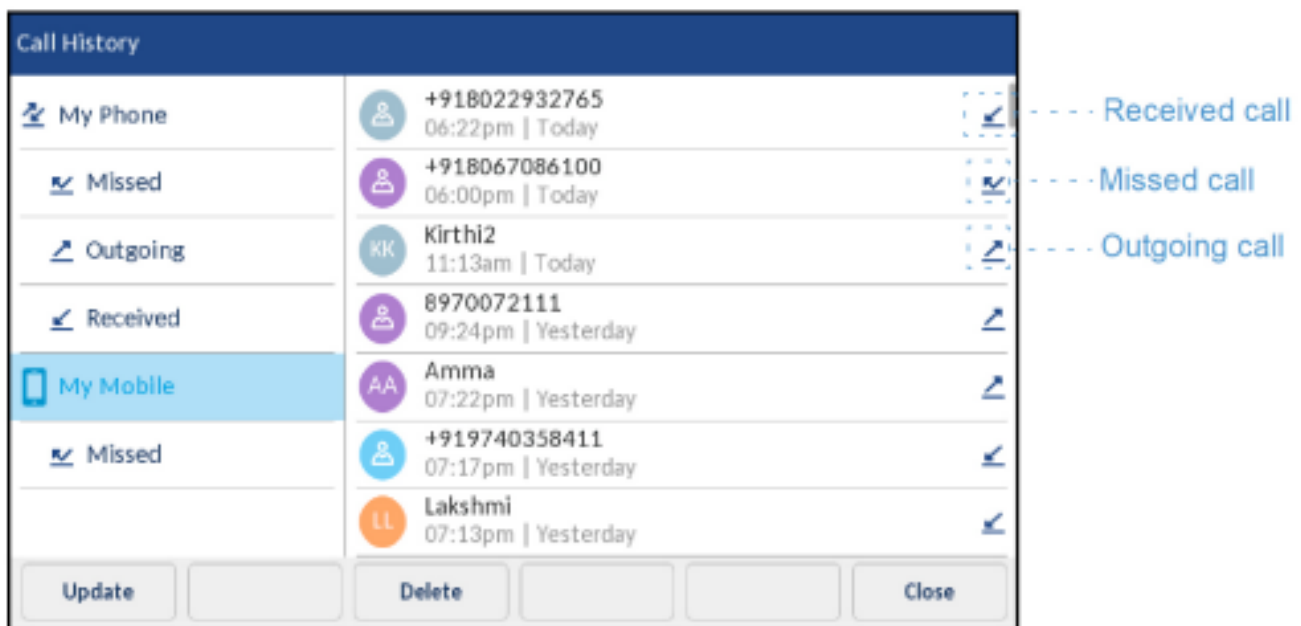 Call History
My Phone
Missed
Outgoing
Received
My Mobile
Missed
+918022932765
06:22pm | Today
+918067086100
06:00pm | Today
KK
Kirthi2
11:13am | Today
8970072111
09:24pm | Yesterday
AA
Amma
07:22pm | Yesterday
+919740358411
07:17pm | Yesterday
LL
Lakshmi
07:13pm | Yesterday
Received call
Missed call
Outgoing call
Update
Delete
Close